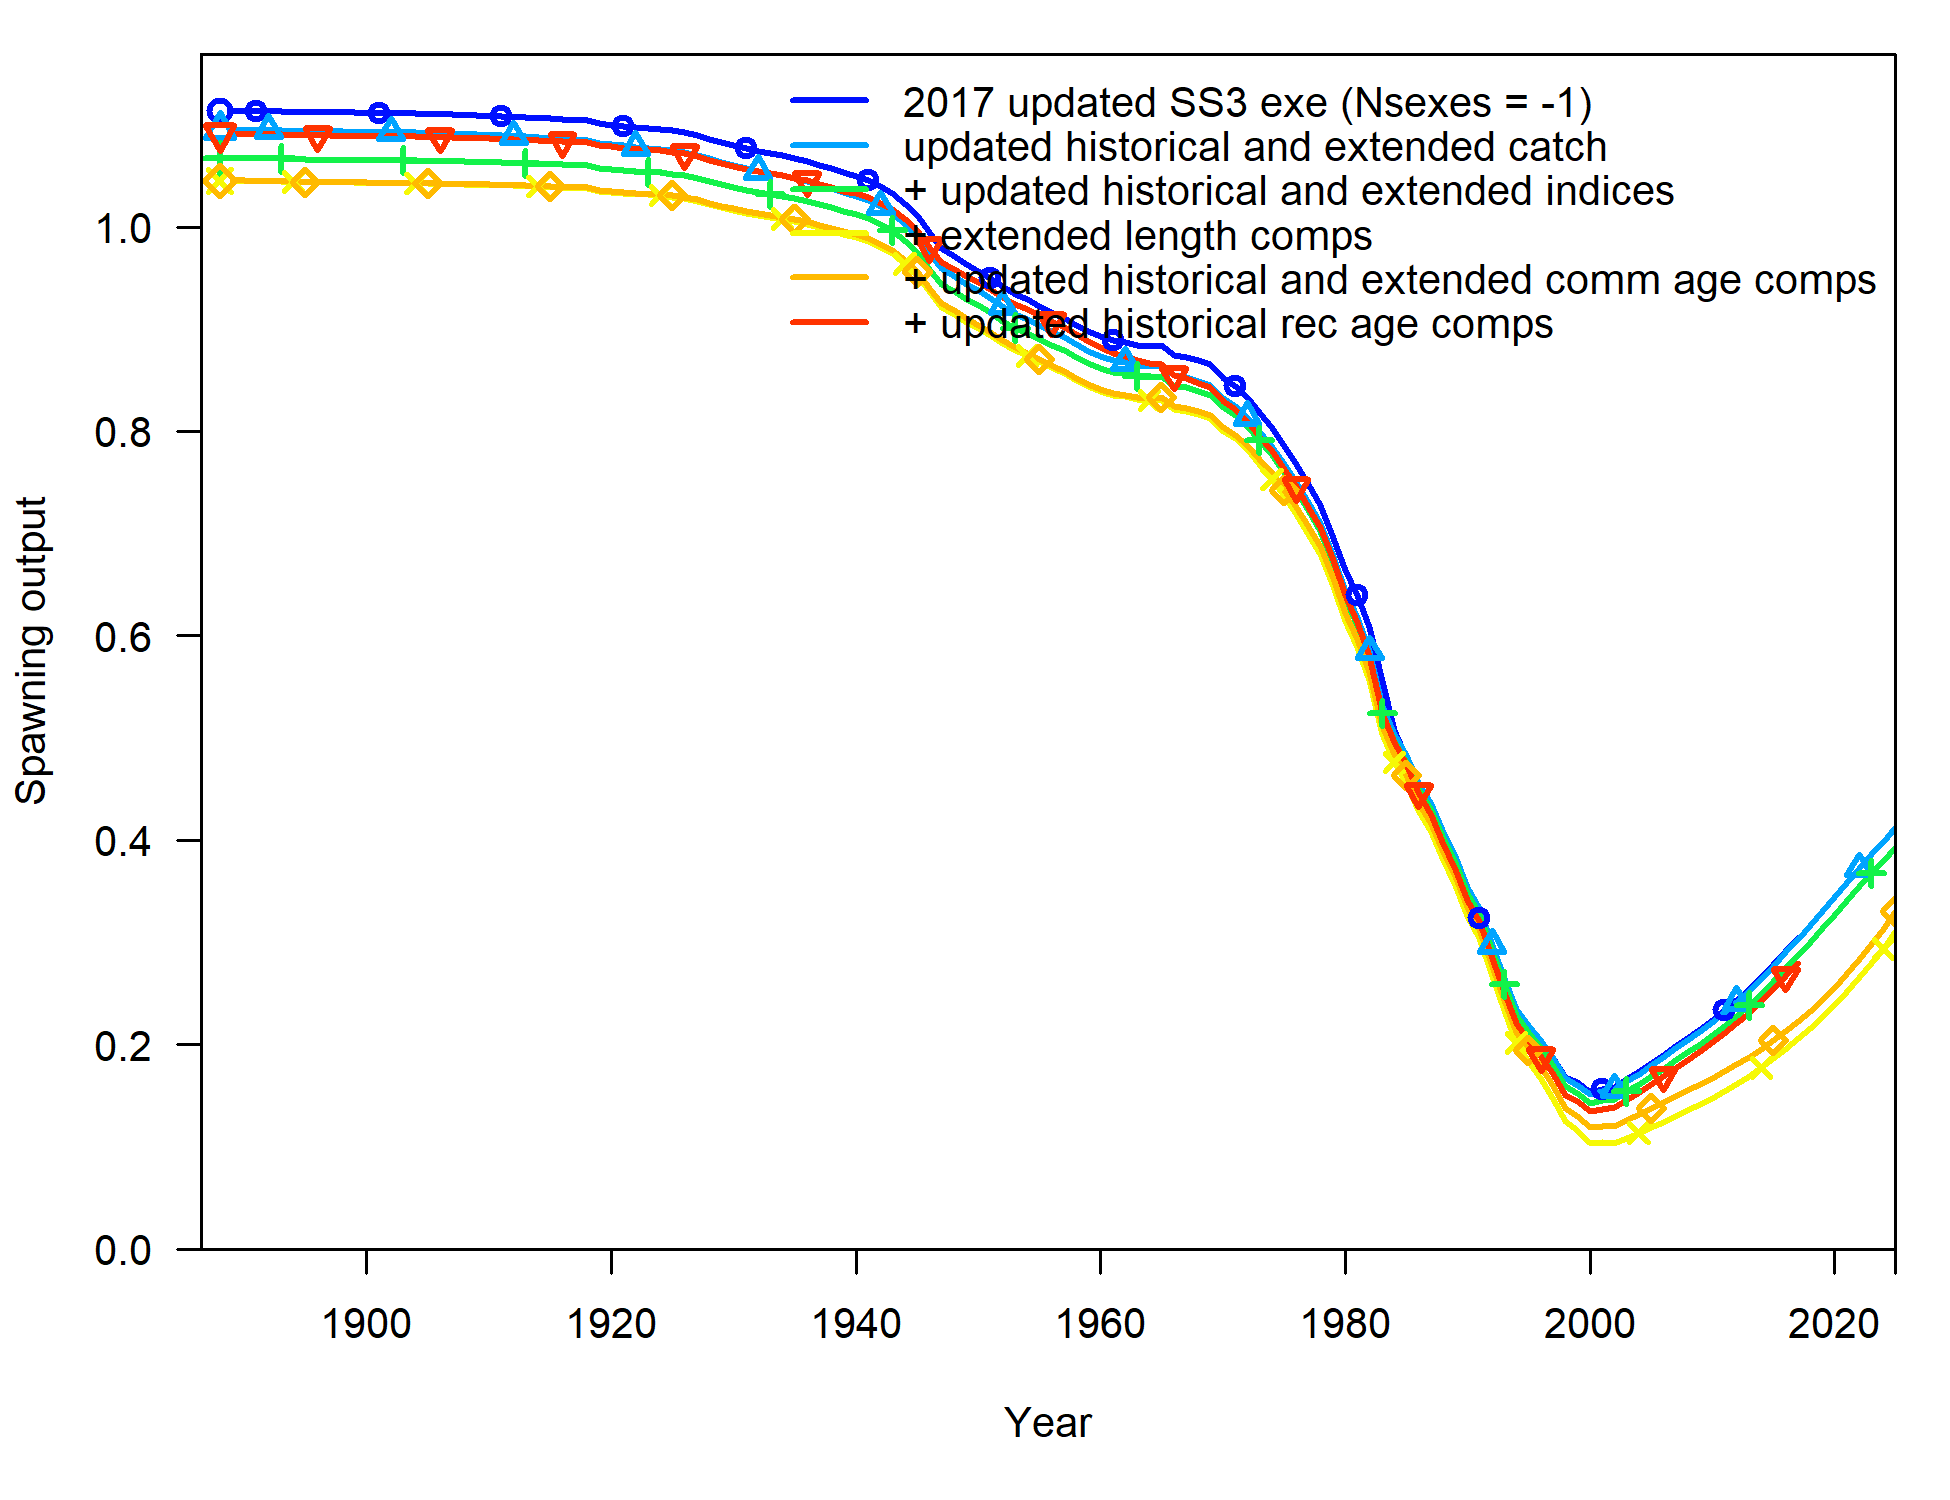 2017 updated SS3 exe (Nsexes = -1)
updated historical and extended catch
+ updated historical and extended indices
+ extended length comps
+ updated historical and extended comm age comps
+ updated historical rec age comps
Spawning output
1.0
0.8
0.6
0.4
0.2
0.0
1900 1920 1940 1960 1980 2000 2020
Year